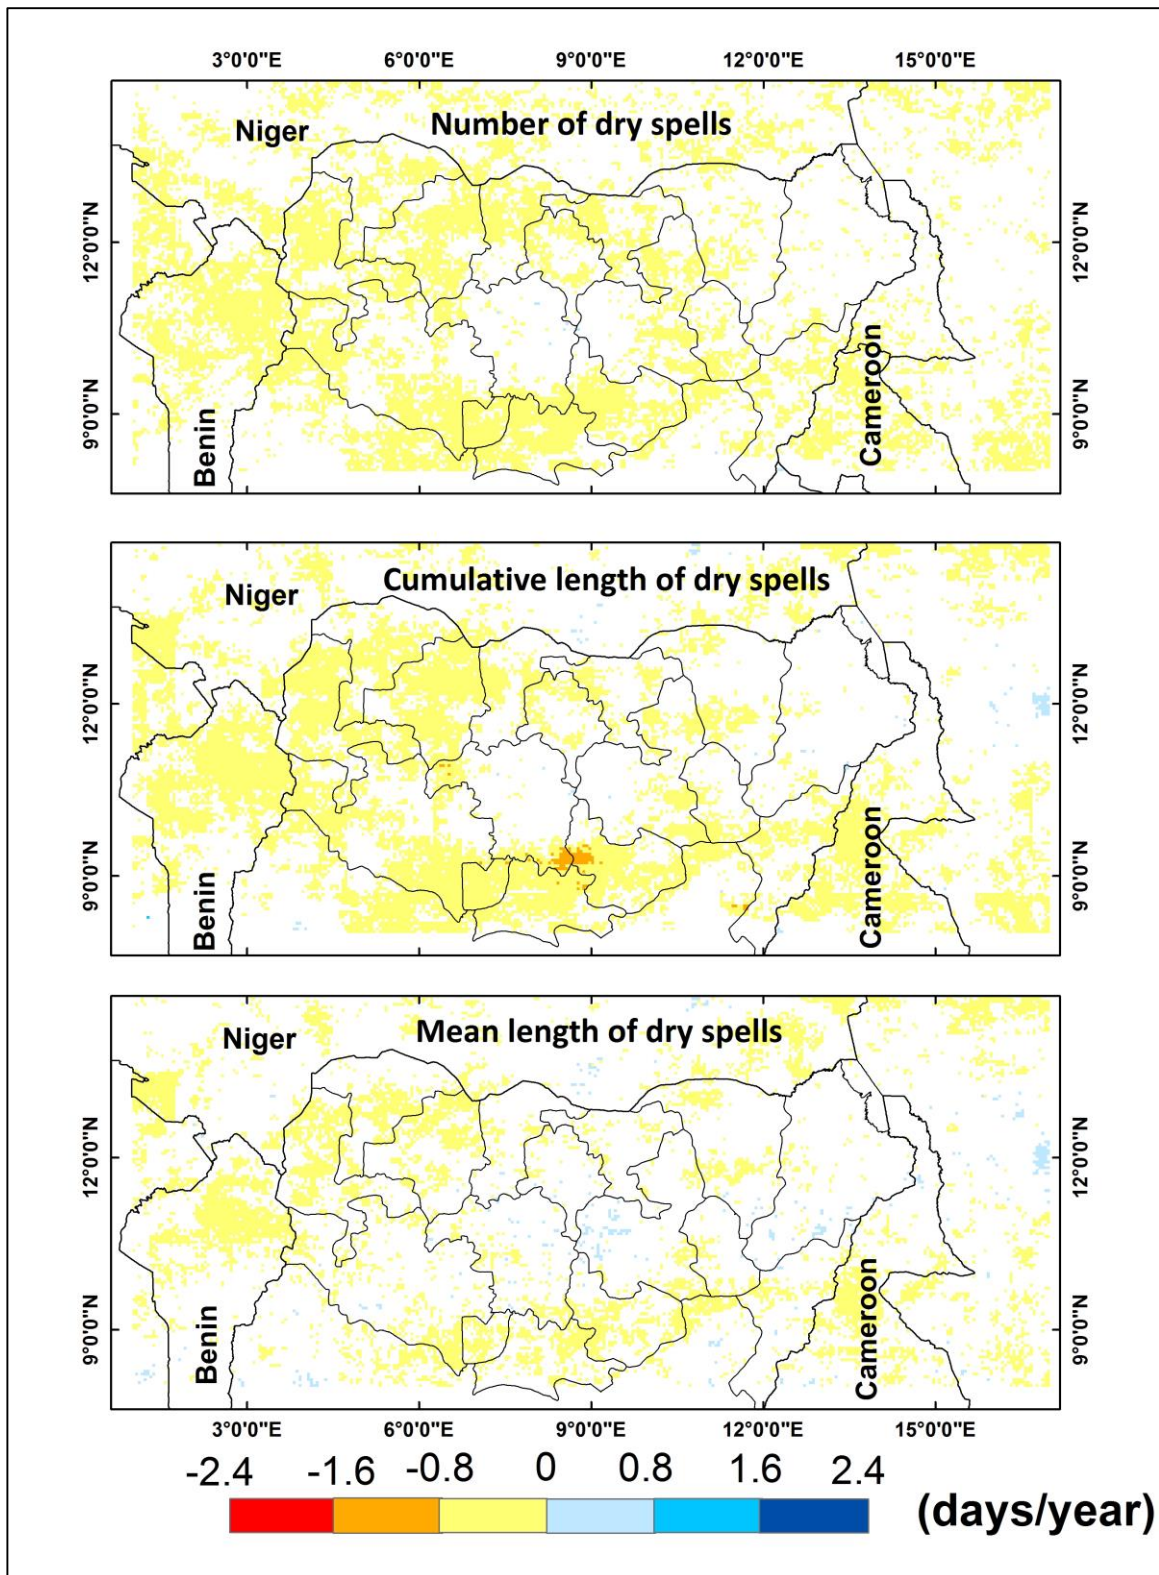 3°0'0"E 6°0'0"E 9°0'0"E 12°0'0"E 15°0'0"E
Niger
Number of dry spells
12°0'0"N 12°0'0"N
9°0'0"N 9°0'0"N
Benin
Cameroon
Cumulative length of dry spells
Niger
12°0'0"N 12°0'0"N
9°0'0"N 9°0'0"N
Benin
Cameroon
Mean length of dry spells
Niger
12°0'0"N 12°0'0"N
9°0'0"N 9°0'0"N
Benin
Cameroon
3°0'0"E 6°0'0"E 9°0'0"E 12°0'0"E 15°0'0"E
-2.4 -1.6 -0.8 0 0.8 1.6 2.4
(days/year)